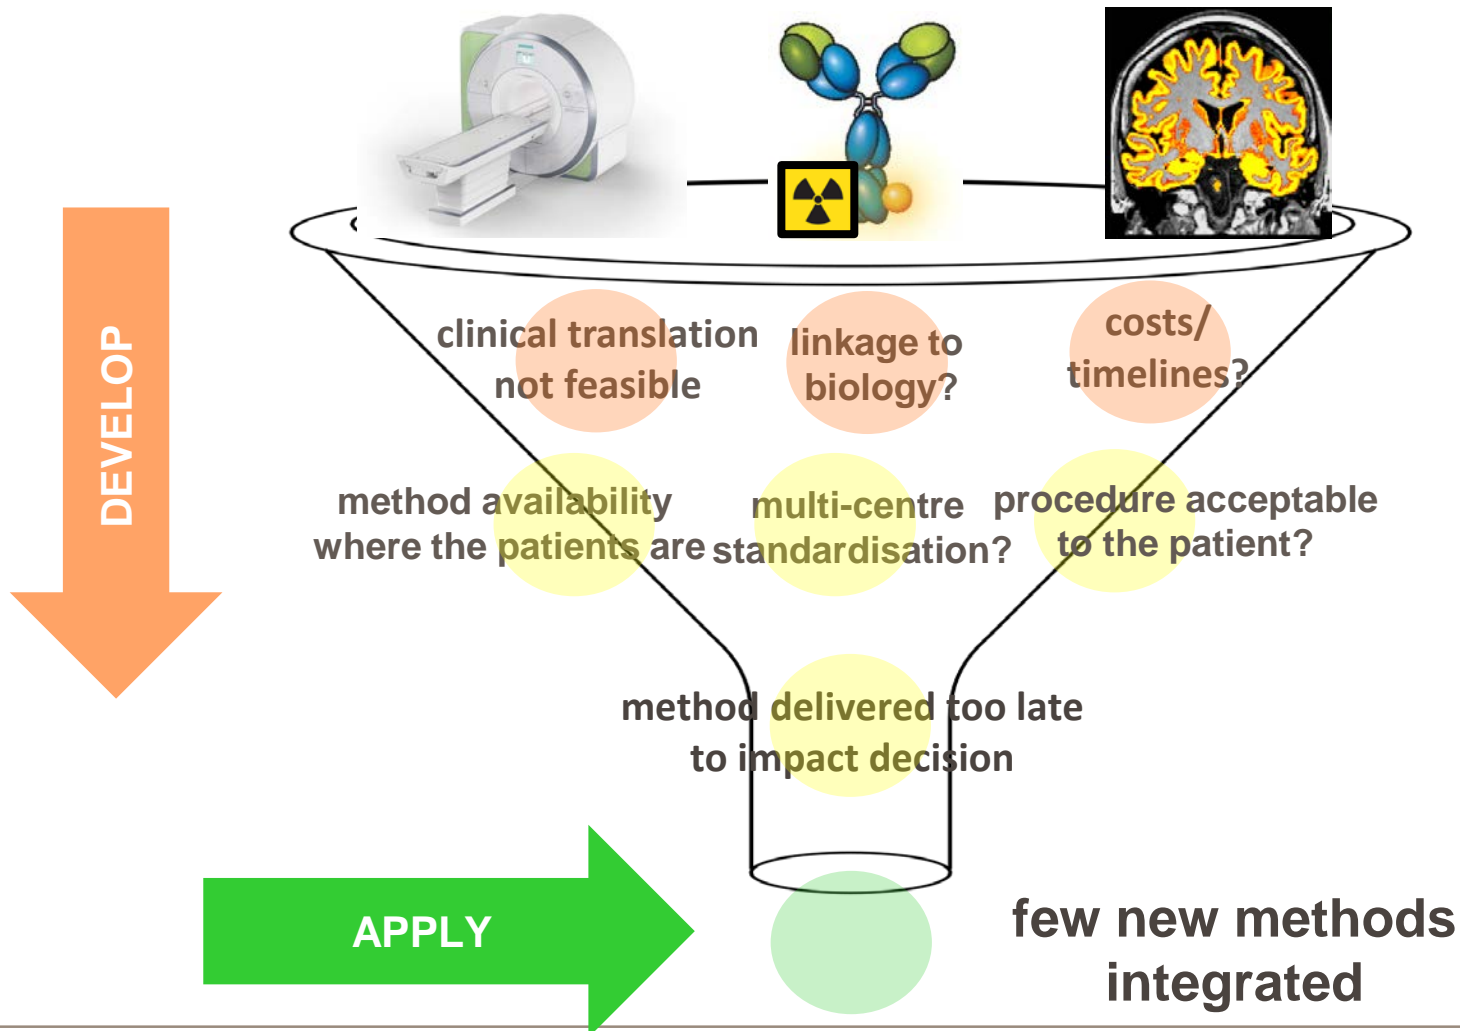 clinical translation
not feasible
linkage to
biology?
costs/
timelines?
DEVELOP
method availability
where the patients are
multi-centre
standardisation?
procedure acceptable
to the patient?
method delivered too late
to impact decision
APPLY
few new methods
integrated